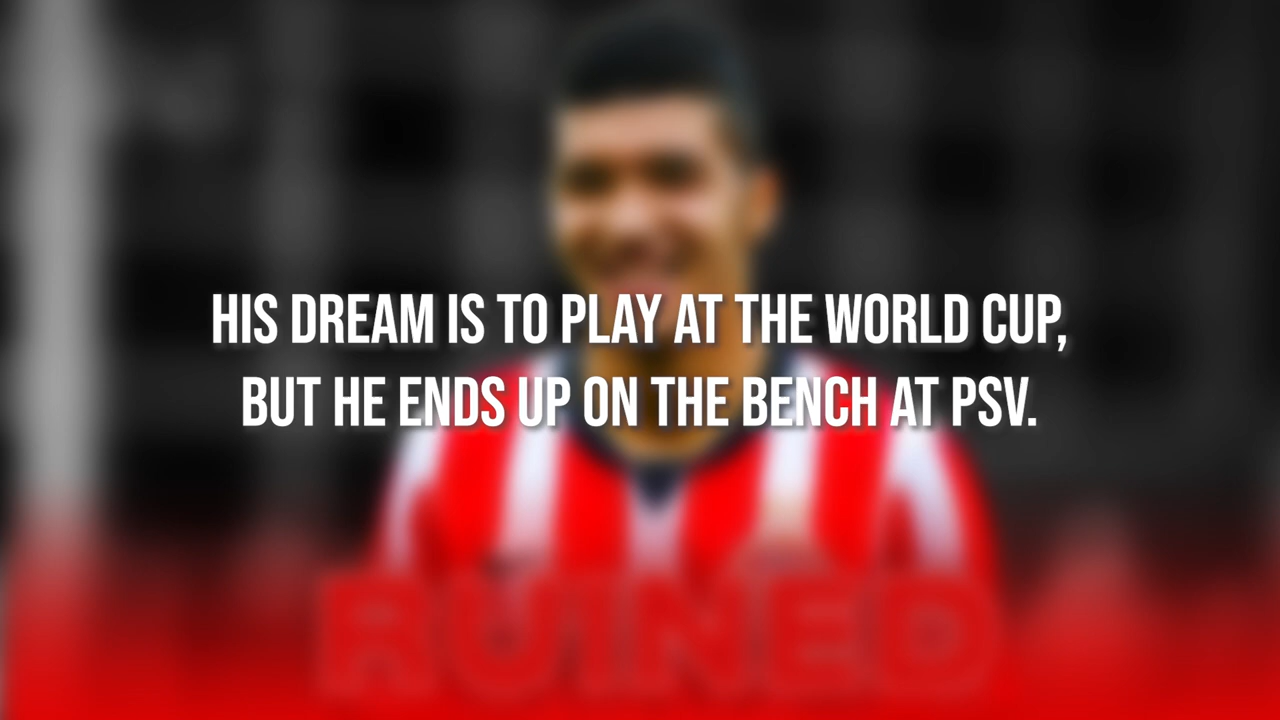 HIS DREAM IS TO PLAY AT THE WORLD CUP,
BUT HE ENDS UP ON THE BENCH AT PSV.
RUINED